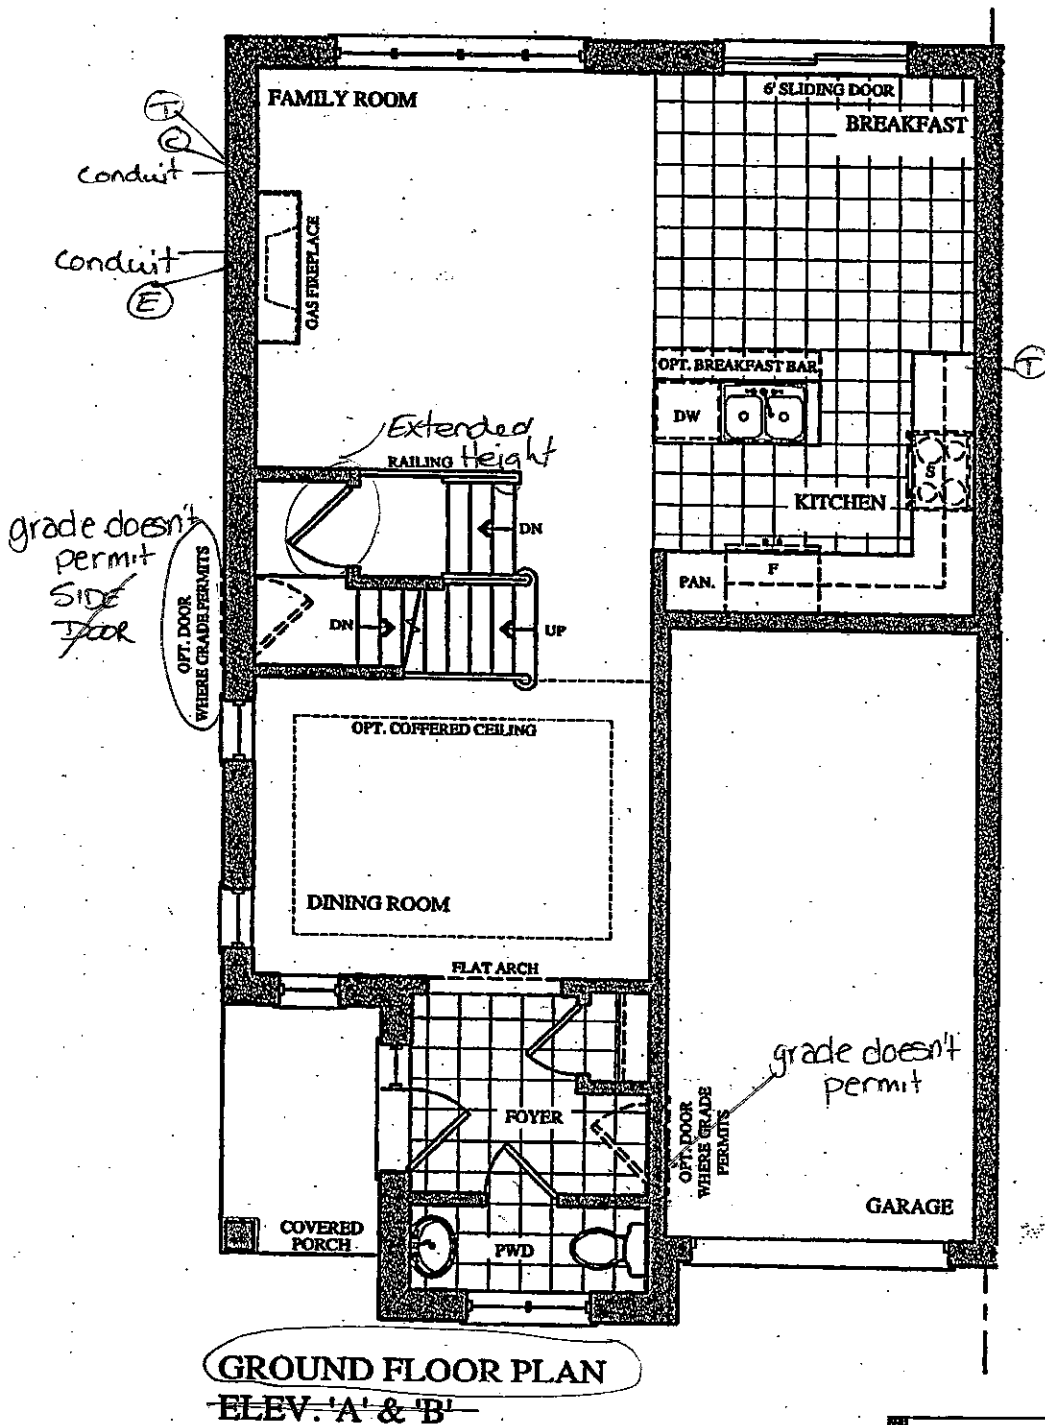 FAMILY ROOM
6' SLIDING DOOR
BREAKFAST
T
C
conduit
conduit
E
GAS FIREPLACE
OPT. BREAKFAST BAR
T
DW
Extended
Height
RAILING
S
KITCHEN
DN
F
PAN.
grade doesn't
permit
SIDE
DOOR
OPT. DOOR
WHERE GRADE PERMITS
DN
UP
OPT. COFFERED CEILING
DINING ROOM
FLAT ARCH
grade doesn't
permit
FOYER
OPT. DOOR
WHERE GRADE
PERMITS
GARAGE
COVERED
PORCH
PWD
GROUND FLOOR PLAN
ELEV. 'A' & 'B'